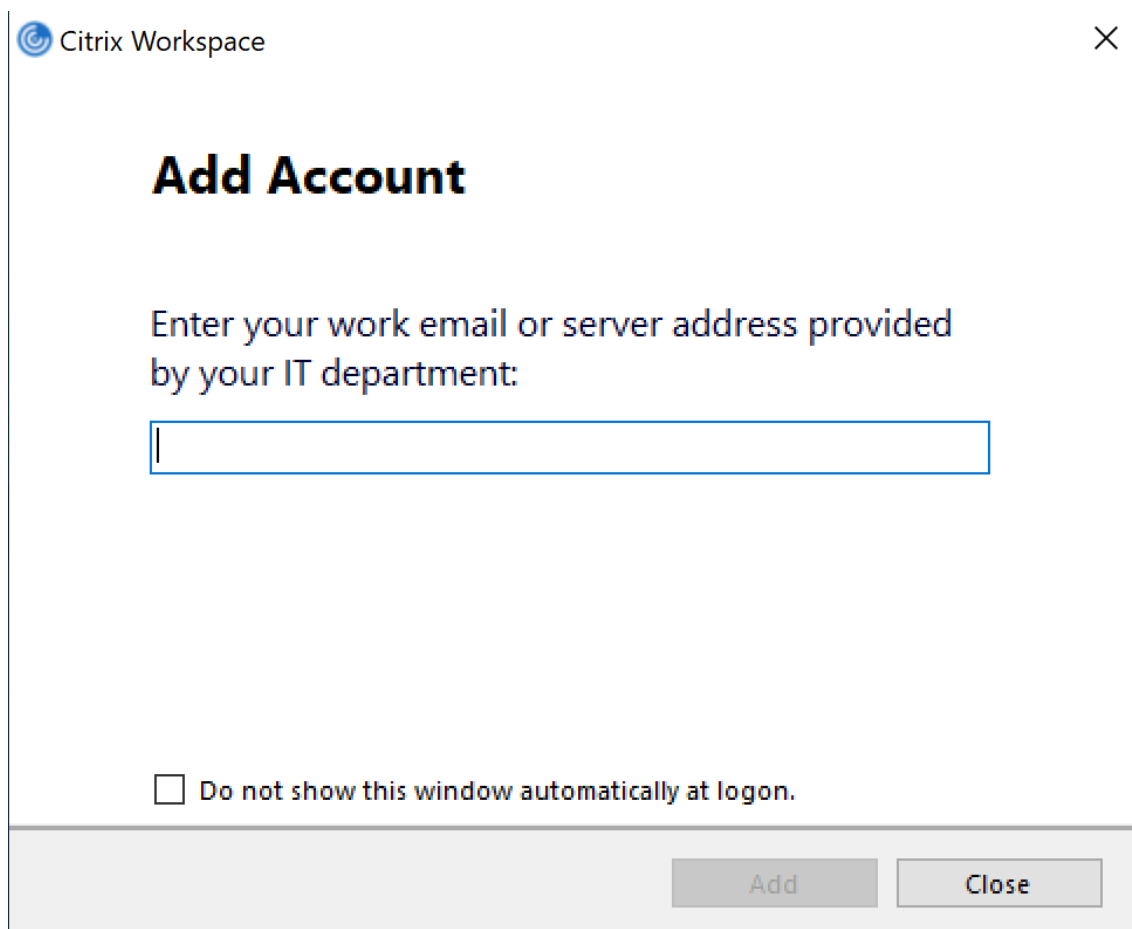 Citrix Workspace
Add Account
Enter your work email or server address provided
by your IT department:
Do not show this window automatically at logon.
Add
Close